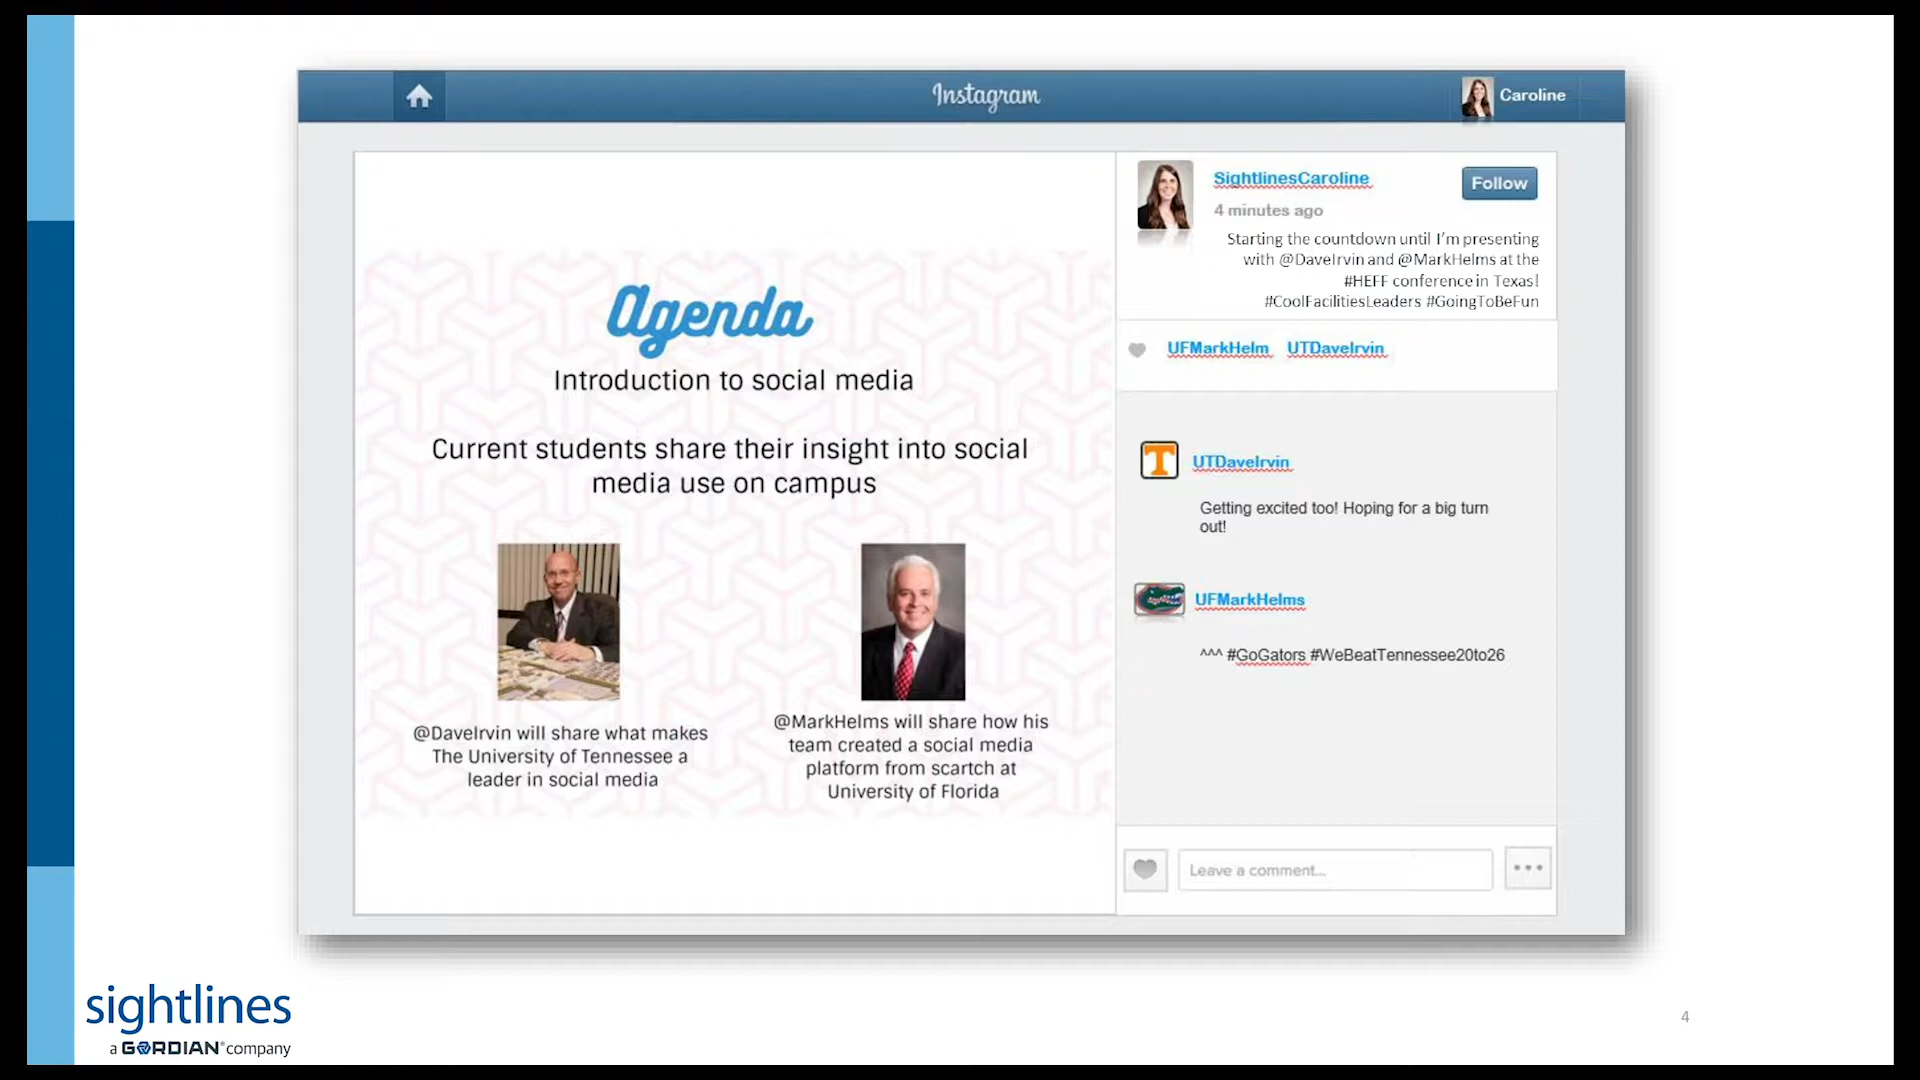 Instagram
Caroline
Agenda
Introduction to social media
Current students share their insight into social
media use on campus
@DaveIrvin will share what makes
The University of Tennessee a
leader in social media
@MarkHelms will share how his
team created a social media
platform from scartch at
University of Florida
SightlinesCaroline
Follow
4 minutes ago
Starting the countdown until I'm presenting
with @DaveIrvin and @MarkHelms at the
#HEFF conference in Texas!
#CoolFacilitiesLeaders #GoingToBeFun
UFMarkHelm UTDaveIrvin
T UTDaveIrvin
Getting excited too! Hoping for a big turn
out!
UFMarkHelms
^^^ #GoGators #WeBeatTennessee20to26
Leave a comment...
sightlines
a GORDIAN® company
4